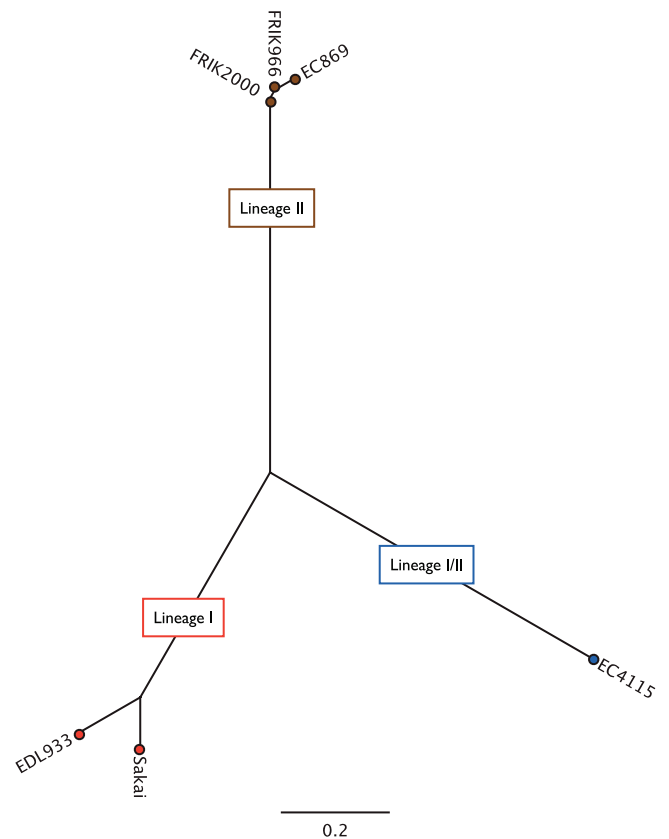 FRIK2000
FRIK966
EC869
Lineage II
Lineage I/II
Lineage I
EC4115
EDL933
Sakai
0.2